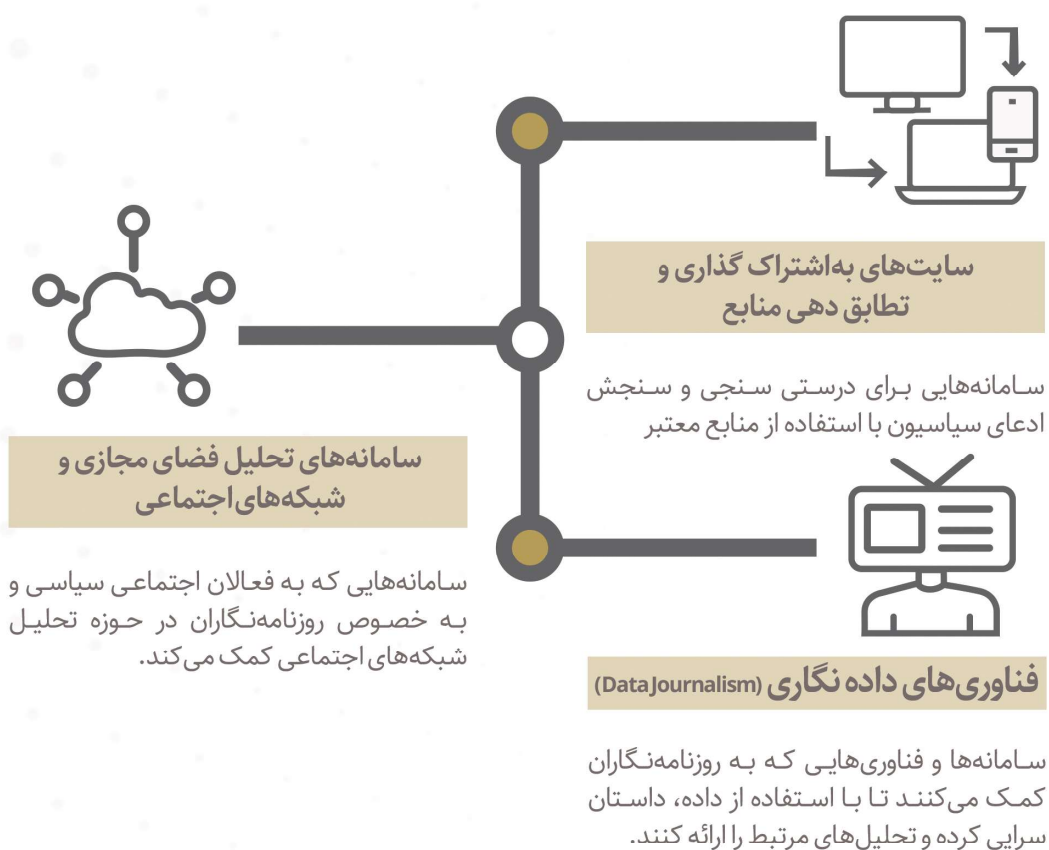 سایت‌های به‌اشتراک گذاری و
تطابق دهی منابع
سامانه‌هایی برای درستی سنجی و سنجش
ادعای سیاسیون با استفاده از منابع معتبر
سامانه‌های تحلیل فضای مجازی و
شبکه‌های اجتماعی
سامانه‌هایی که به فعالان اجتماعی سیاسی و
به خصوص روزنامه‌نگاران در حوزه تحلیل
شبکه‌های اجتماعی کمک می‌کند.
فناوری‌های داده نگاری (Data Journalism)
سامانه‌ها و فناوری‌هایی که به روزنامه‌نگاران
کمک می‌کنند تا با استفاده از داده، داستان
سرایی کرده و تحلیل‌های مرتبط را ارائه کنند.